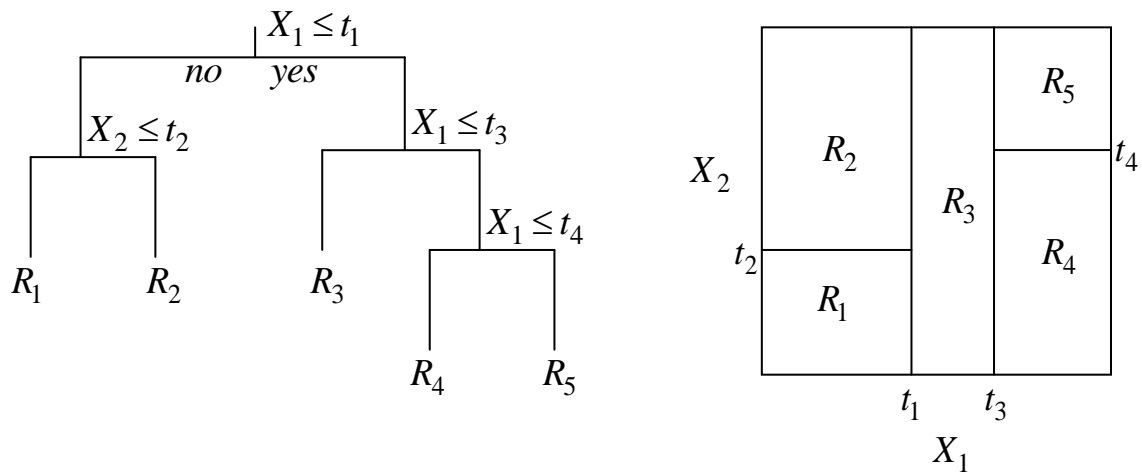 X₁ ≤ t₁
no yes
X₂ ≤ t₂
X₁ ≤ t₃
X₁ ≤ t₄
R₁ R₂ R₃
R₄ R₅
R₅
R₂
t₄
X₂
R₃
R₄
t₂
R₁
t₁ t₃
X₁